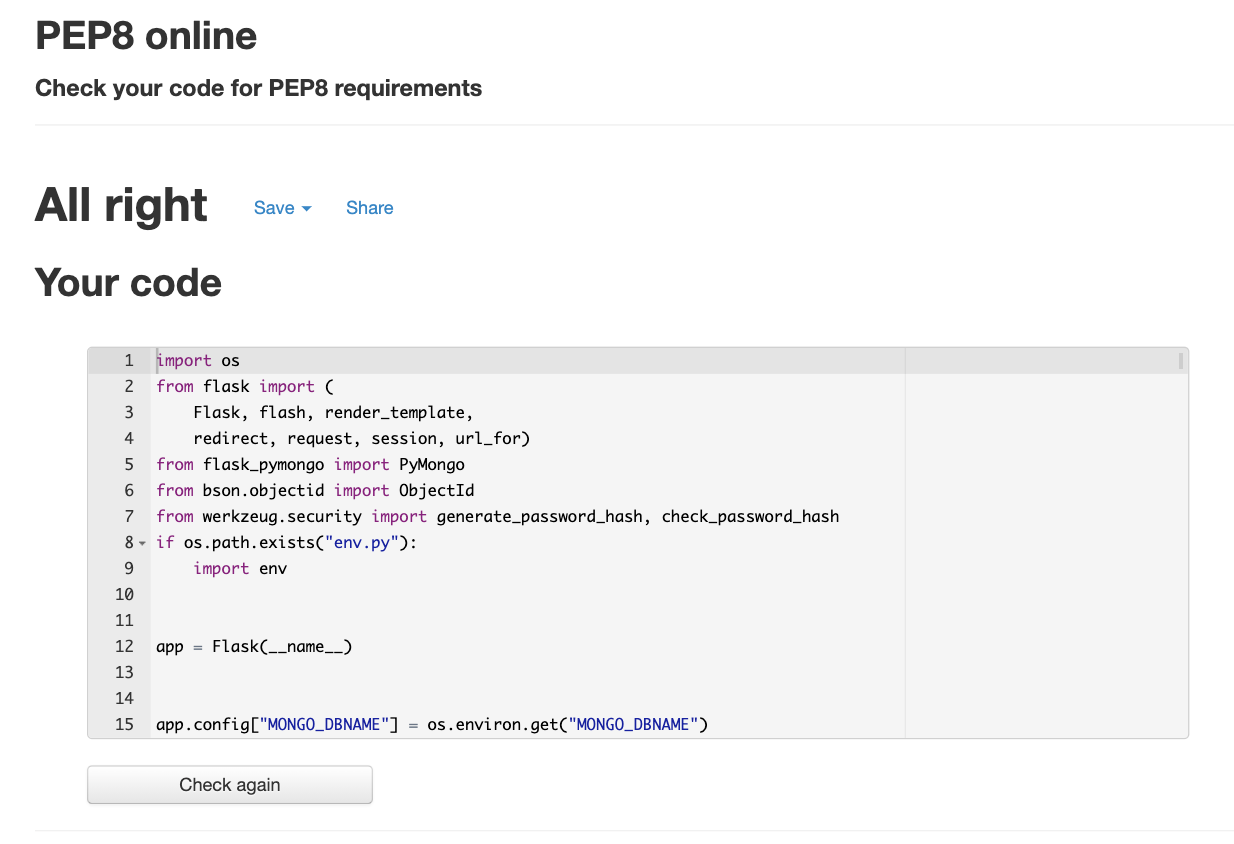 PEP8 online
Check your code for PEP8 requirements
All right Save Share
Your code
1 import os
2 from flask import (
3     Flask, flash, render_template,
4     redirect, request, session, url_for)
5 from flask_pymongo import PyMongo
6 from bson.objectid import ObjectId
7 from werkzeug.security import generate_password_hash, check_password_hash
8 if os.path.exists("env.py"):
9     import env
10
11
12 app = Flask(__name__)
13
14
15 app.config["MONGO_DBNAME"] = os.environ.get("MONGO_DBNAME")
Check again